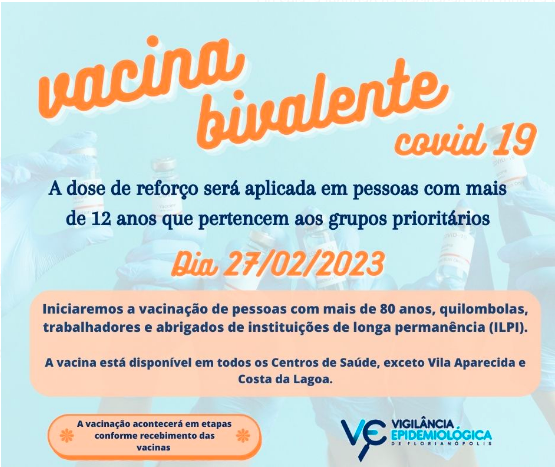 vacina
bivalente
covid 19
A dose de reforço será aplicada em pessoas com mais
de 12 anos que pertencem aos grupos prioritários
Dia 27/02/2023
Iniciaremos a vacinação de pessoas com mais de 80 anos, quilombolas,
trabalhadores e abrigados de instituições de longa permanência (ILPI).
A vacina está disponível em todos os Centros de Saúde, exceto Vila Aparecida e
Costa da Lagoa.
A vacinação acontecerá em etapas
conforme recebimento das
vacinas
VE VIGILÂNCIA
EPIDEMIOLÓGICA
DE FLORIANÓPOLIS